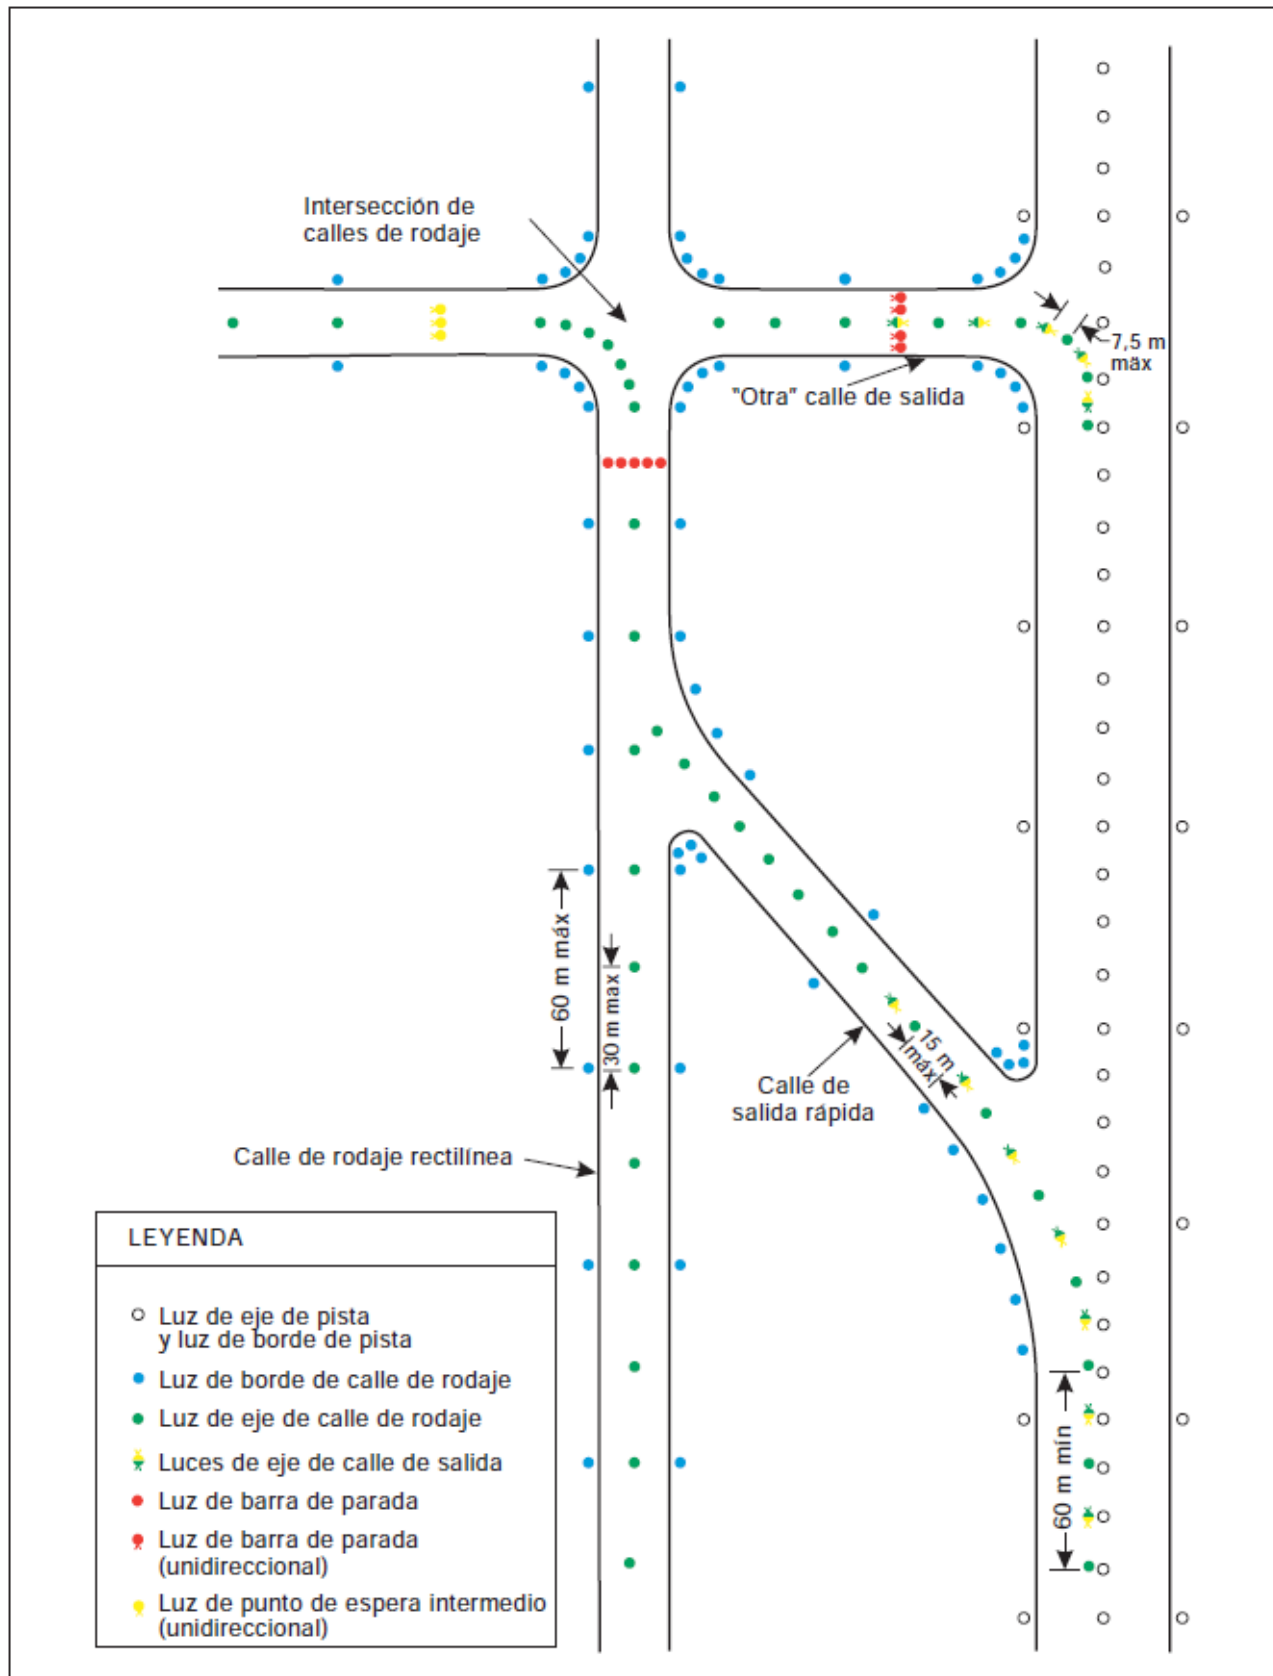 Intersección de
calles de rodaje
7,5 m
mäx
"Otra" calle de salida
60 m máx
30 m max
15 m
máx
Calle de
salida rápida
Calle de rodaje rectilínea
60 m mín
LEYENDA
Luz de eje de pista
y luz de borde de pista
Luz de borde de calle de rodaje
Luz de eje de calle de rodaje
Luces de eje de calle de salida
Luz de barra de parada
Luz de barra de parada
(unidireccional)
Luz de punto de espera intermedio
(unidireccional)